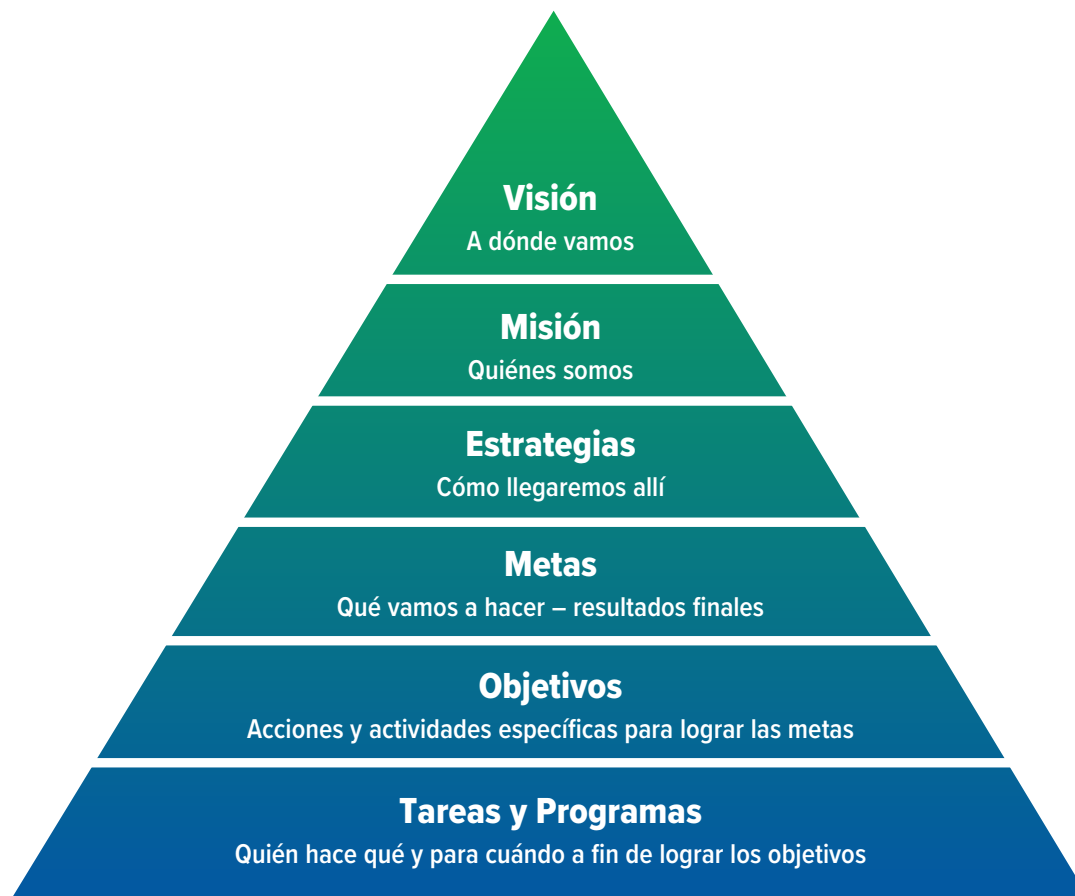 Visión
A dónde vamos
Misión
Quiénes somos
Estrategias
Cómo llegaremos allí
Metas
Qué vamos a hacer – resultados finales
Objetivos
Acciones y actividades específicas para lograr las metas
Tareas y Programas
Quién hace qué y para cuándo a fin de lograr los objetivos